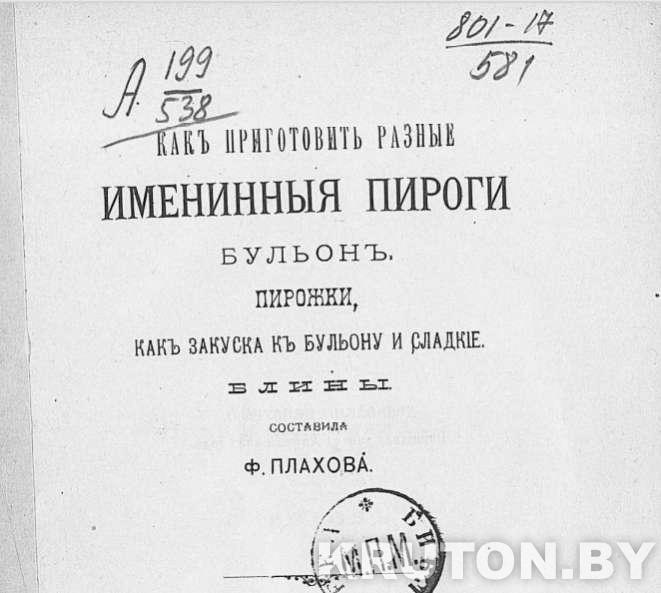 801-17
581
А 199
538
КАКЪ ПРИГОТОВИТЬ РАЗНЫЕ
ИМЕНИННЫЯ ПИРОГИ
БУЛЬОНЪ.
ПИРОЖКИ,
КАКЪ ЗАКУСКА КЪ БУЛЬОНУ И СЛАДКІЕ.
БЛИНЫ.
СОСТАВИЛА
Ф. ПЛАХОВА.
KRUTON.BY